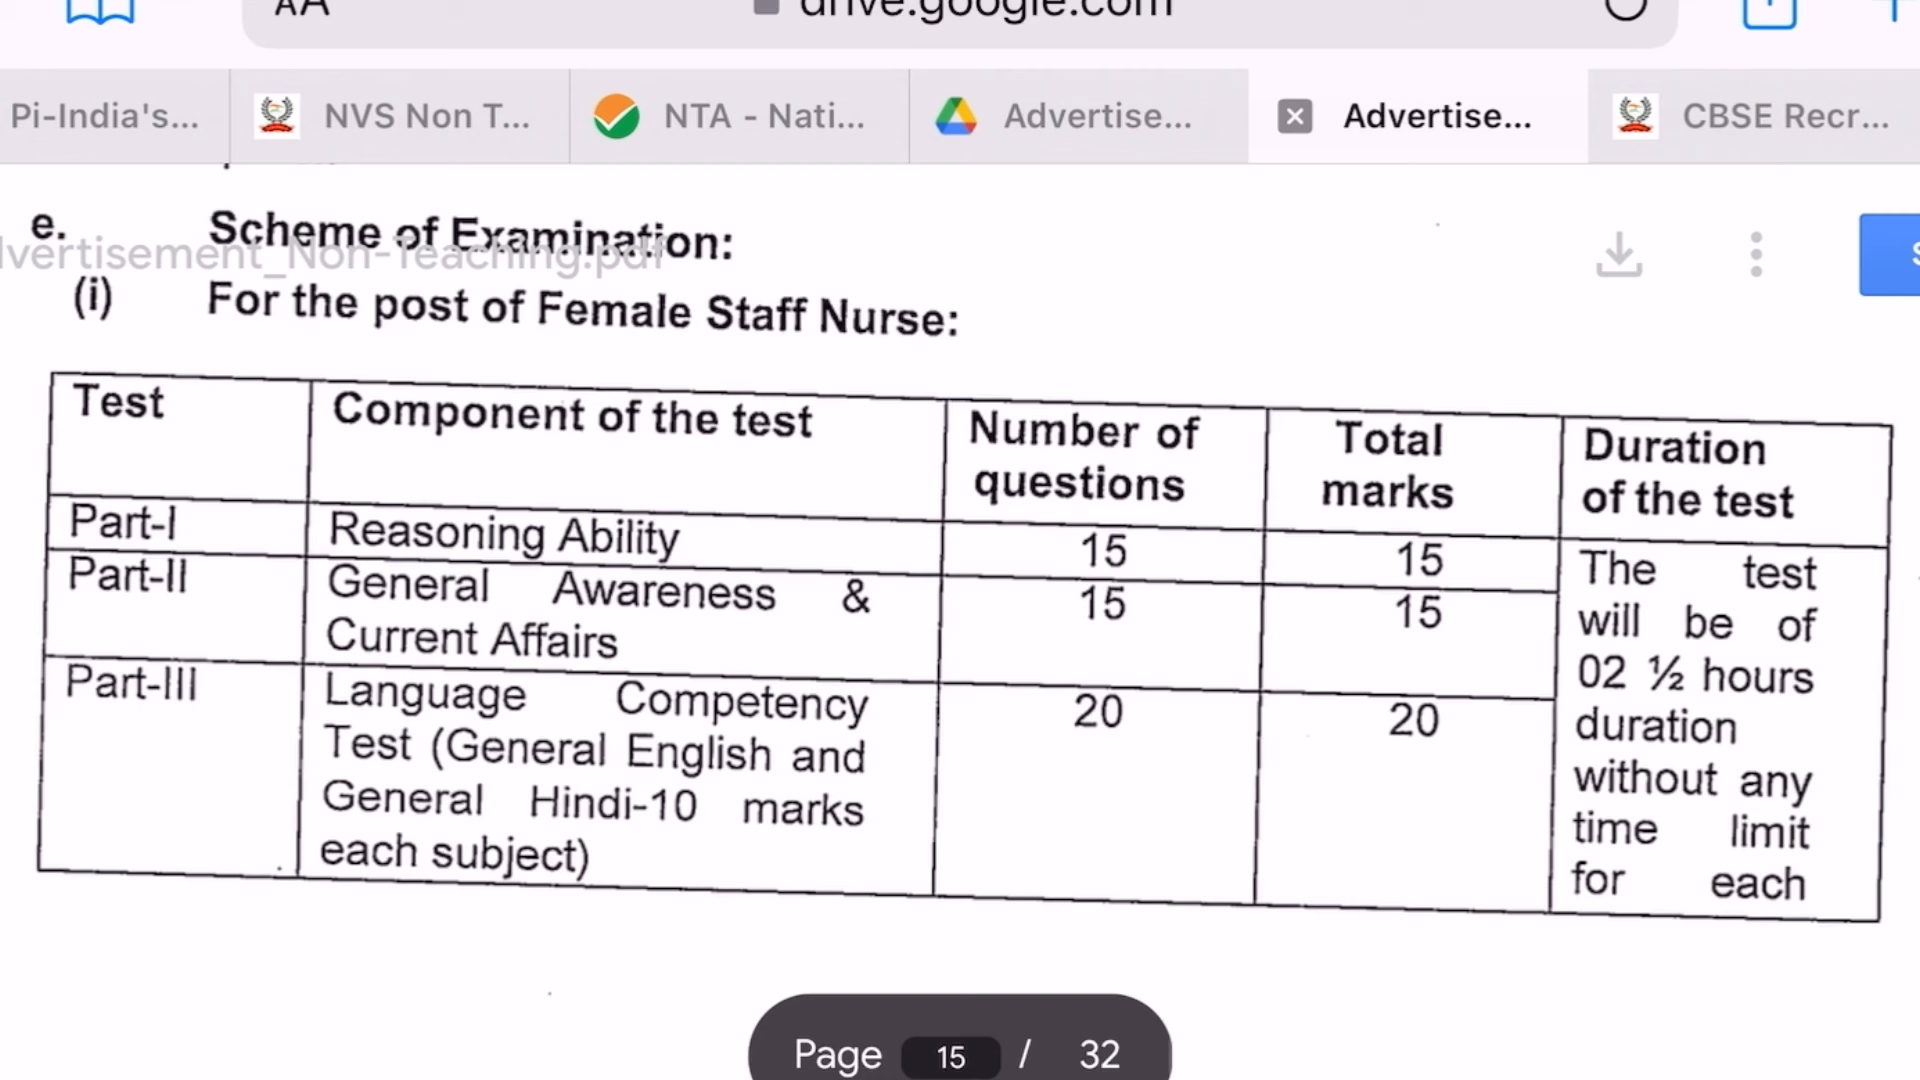 AA
drive.google.com
Pi-India's...
NVS Non T...
NTA - Nati...
Advertise...
Advertise...
CBSE Recr...
e. Scheme of Examination:
vertisement_Non-Teaching.pdf
(i) For the post of Female Staff Nurse:
Test
Component of the test
Number of
questions
Total
marks
Duration
of the test
Part-I
Reasoning Ability
15
15
Part-II
General Awareness &
Current Affairs
15
15
Part-III
Language Competency
Test (General English and
General Hindi-10 marks
each subject)
20
20
The test
will be of
02 ½ hours
duration
without any
time limit
for each
Page 15 / 32